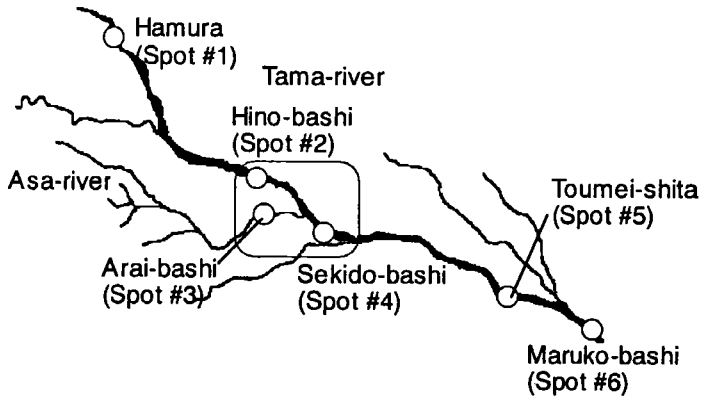 Hamura
(Spot #1)
Tama-river
Hino-bashi
(Spot #2)
Asa-river
Toumei-shita
(Spot #5)
Arai-bashi
(Spot #3)
Sekido-bashi
(Spot #4)
Maruko-bashi
(Spot #6)